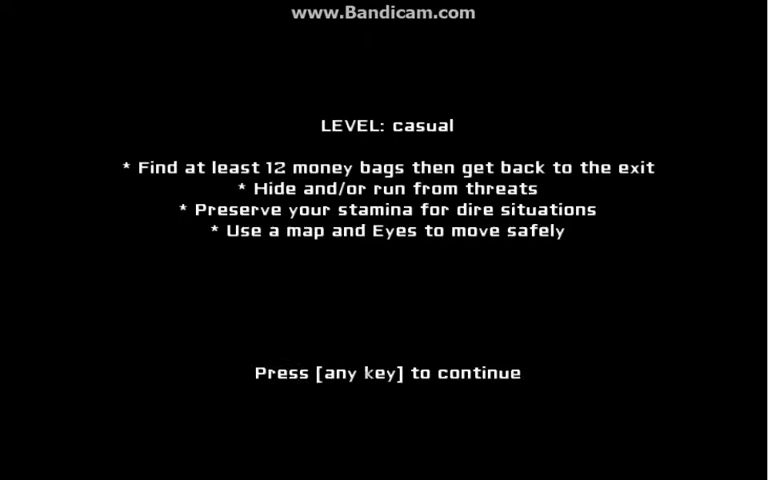 www.Bandicam.com
LEVEL: casual
* Find at least 12 money bags then get back to the exit
* Hide and/or run from threats
* Preserve your stamina for dire situations
* Use a map and Eyes to move safely
Press [any key] to continue